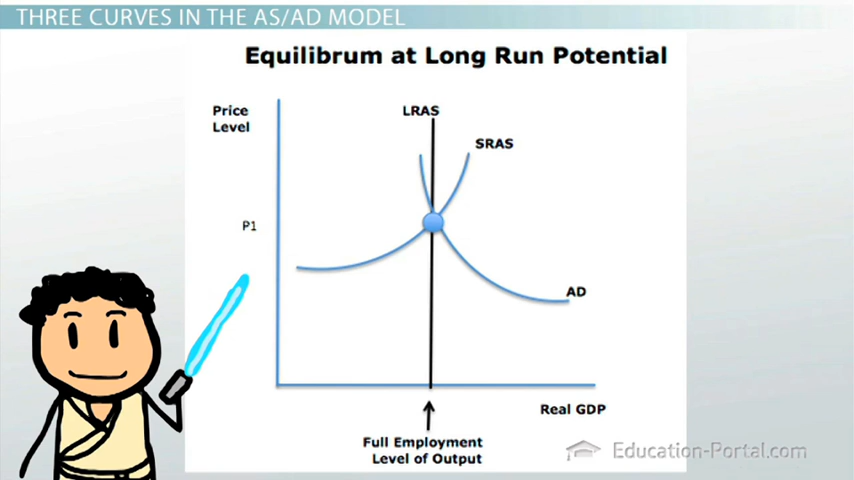 THREE CURVES IN THE AS/AD MODEL
Equilibrum at Long Run Potential
Price
Level
LRAS
SRAS
P1
AD
Real GDP
Full Employment
Level of Output
Education-Portal.com